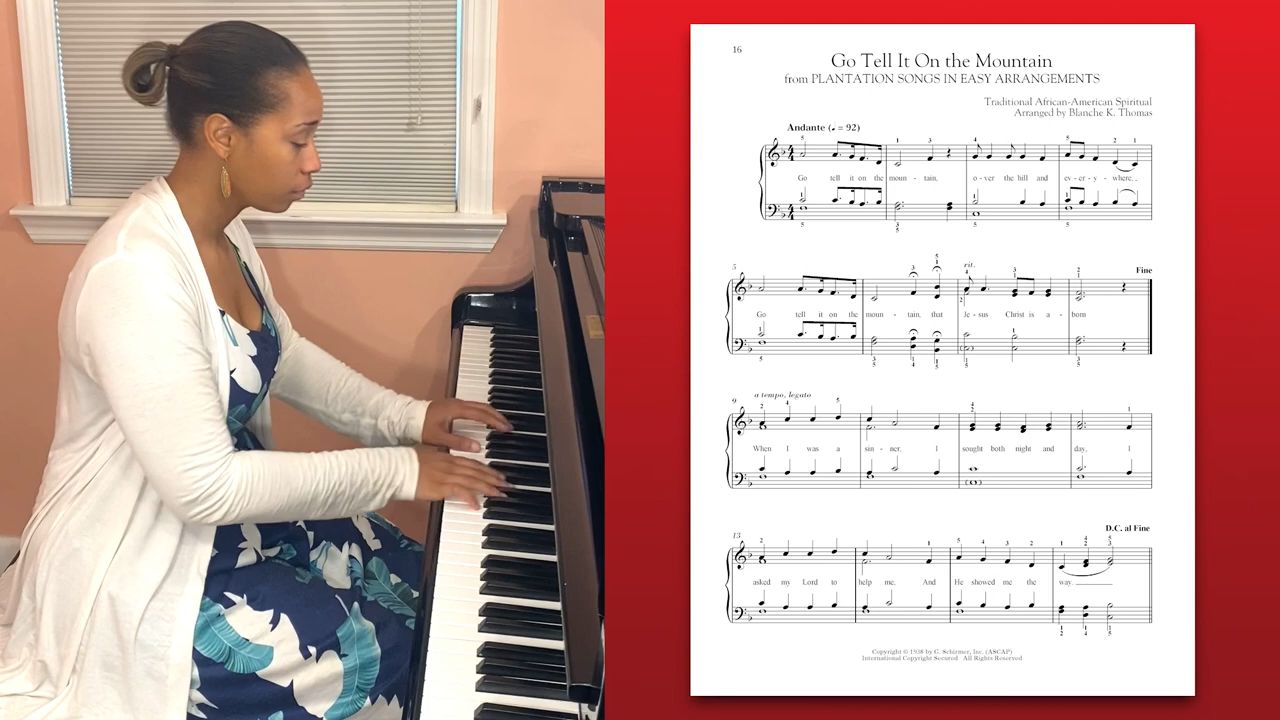 16
Go Tell It On the Mountain
from PLANTATION SONGS IN EASY ARRANGEMENTS
Traditional African-American Spiritual
Arranged by Blanche K. Thomas
Andante (♩ = 92)
Go tell it on the moun - tain, o - ver the hill and ev - er - y - where.
5
rit.
Fine
Go tell it on the moun - tain, that Je - sus Christ is a - born
9
a tempo, legato
When I was a sin - ner, I sought both night and day, I
13
D.C. al Fine
asked my Lord to help me, And He showed me the way.
Copyright © 1938 by G. Schirmer, Inc. (ASCAP)
International Copyright Secured All Rights Reserved